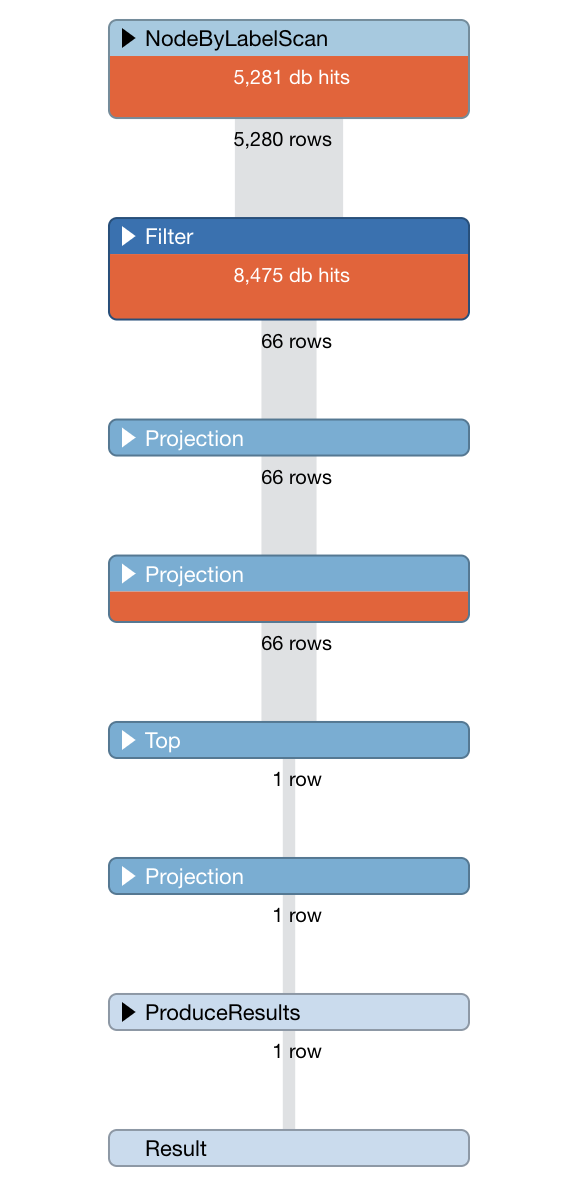 NodeByLabelScan
5,281 db hits
5,280 rows
Filter
8,475 db hits
66 rows
Projection
66 rows
Projection
66 rows
Top
1 row
Projection
1 row
ProduceResults
1 row
Result